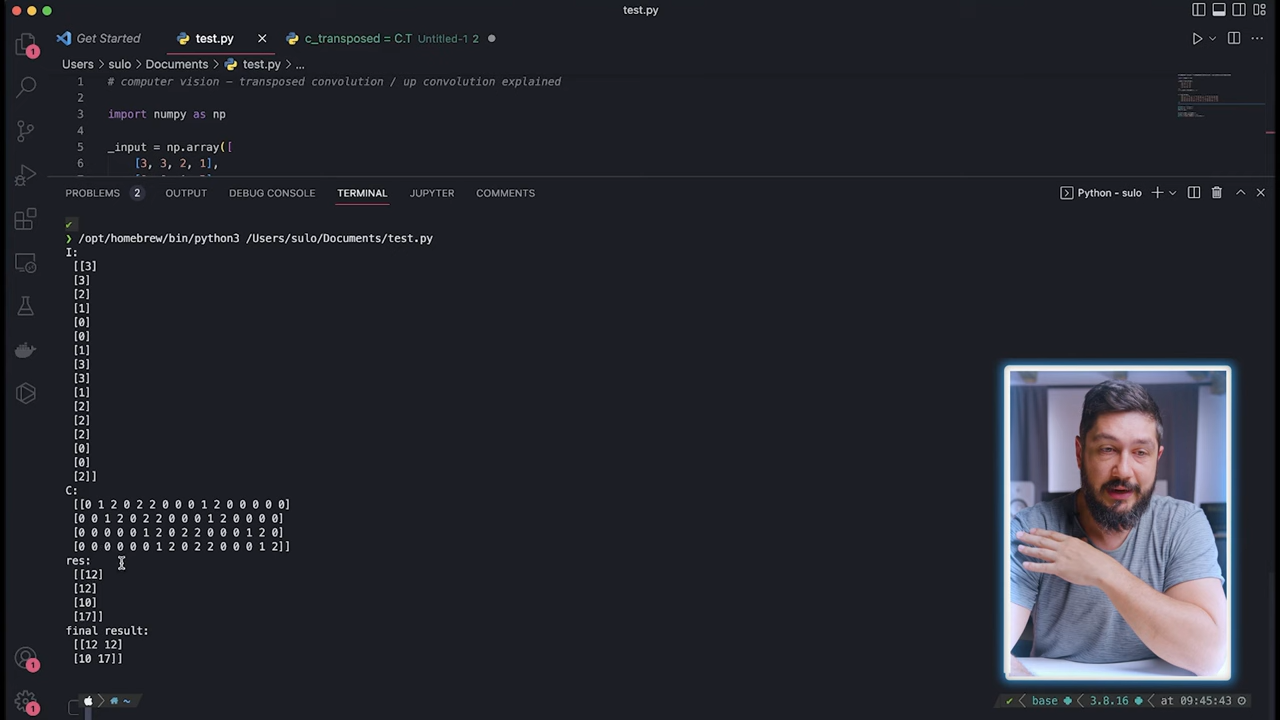 test.py
Get Started
test.py
c_transposed = C.T Untitled-1 2
Users > sulo > Documents > test.py > ...
1 # computer vision – transposed convolution / up convolution explained
2
3 import numpy as np
4
5 _input = np.array([
6 [3, 3, 2, 1],
PROBLEMS 2 OUTPUT DEBUG CONSOLE TERMINAL JUPYTER COMMENTS
Python - sulo
❯ /opt/homebrew/bin/python3 /Users/sulo/Documents/test.py
I:
[[3]
[3]
[2]
[1]
[0]
[0]
[1]
[3]
[3]
[1]
[2]
[2]
[2]
[0]
[0]
[2]]
C:
[[0 1 2 0 2 2 0 0 0 1 2 0 0 0 0 0]
[0 0 1 2 0 2 2 0 0 0 1 2 0 0 0 0]
[0 0 0 0 0 1 2 0 2 2 0 0 0 1 2 0]
[0 0 0 0 0 0 1 2 0 2 2 0 0 0 1 2]]
res:
[[12]
[12]
[10]
[17]]
final result:
[[12 12]
[10 17]]
~
base 3.8.16 at 09:45:43
1
1
1